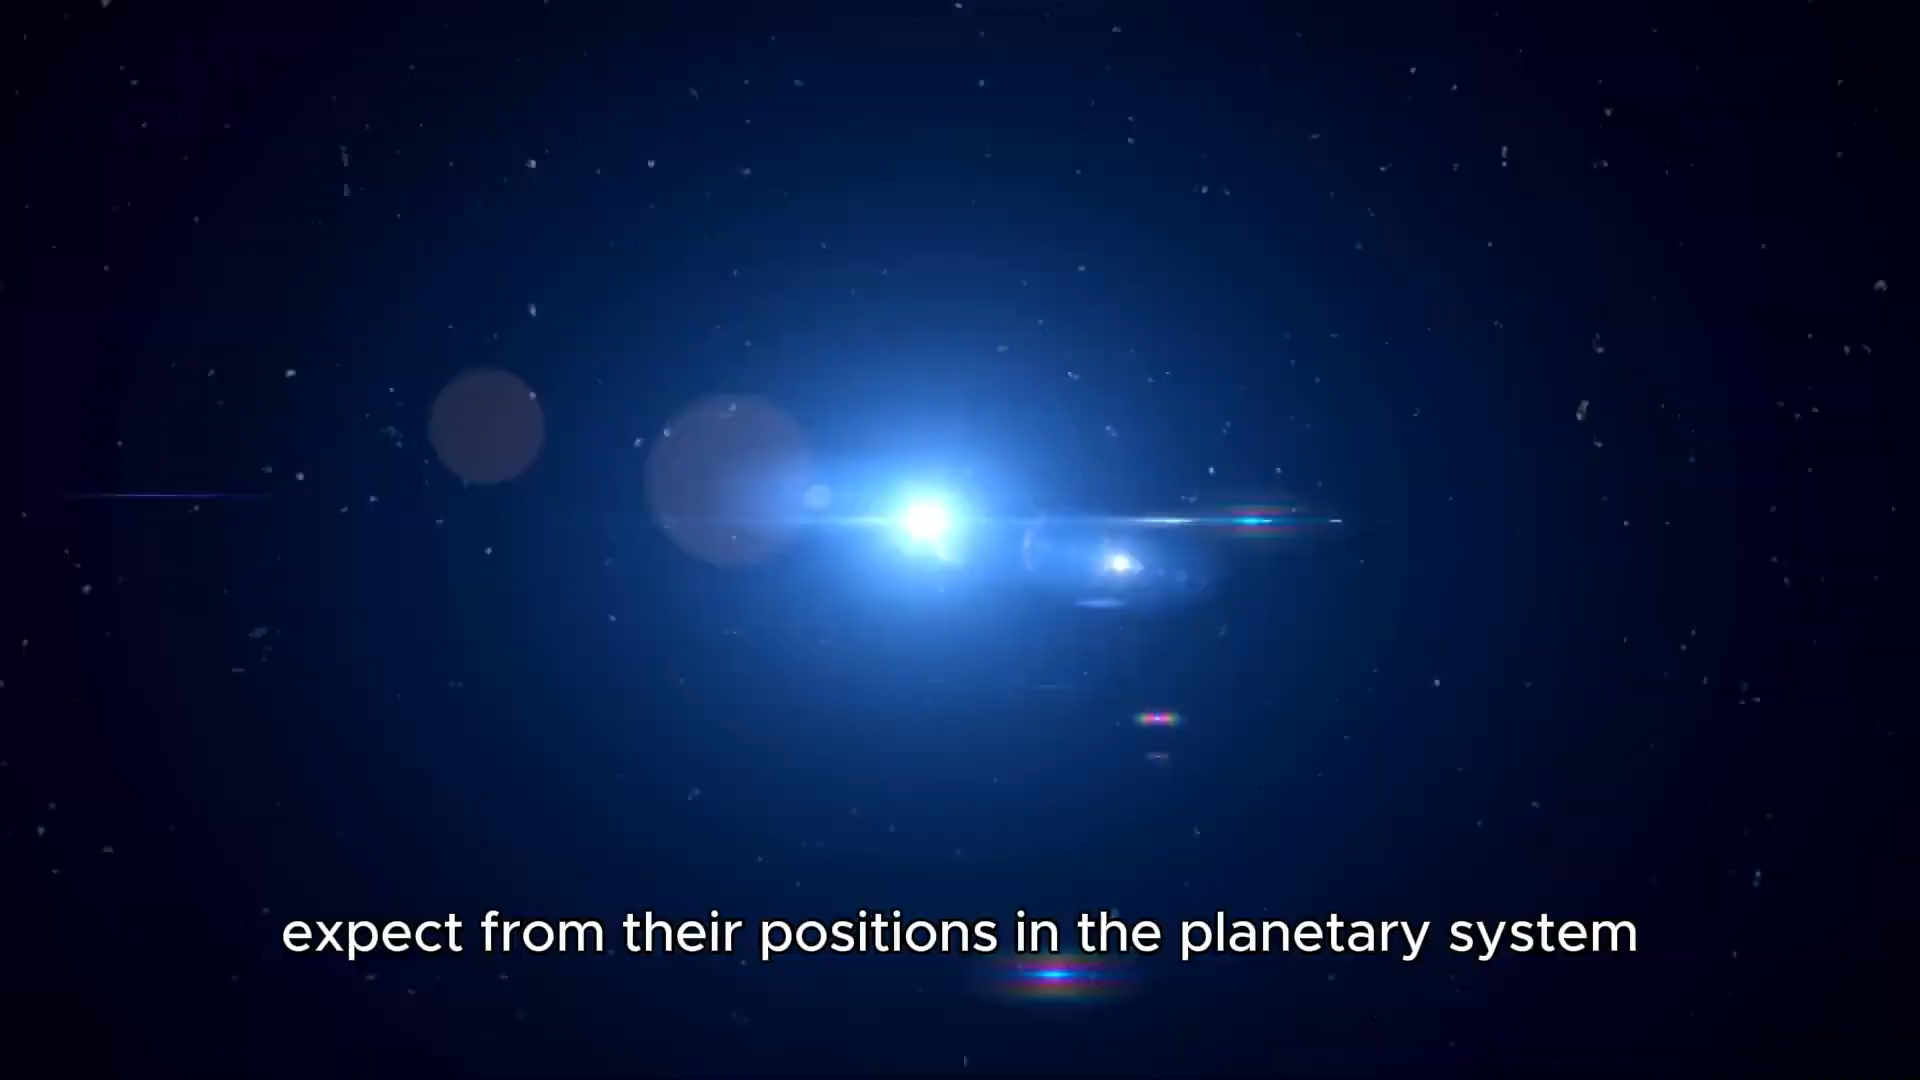 expect from their positions in the planetary system